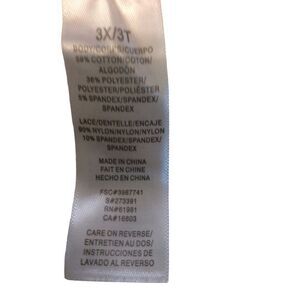 3X/3T
BODY/CORPS/CUERPO
59% COTTON/COTON/
ALGODÓN
36% POLYESTER/
POLYESTER/POLIÉSTER
5% SPANDEX/SPANDEX/
SPANDEX
LACE/DENTELLE/ENCAJE
90% NYLON/NYLON/NYLON
10% SPANDEX/SPANDEX/
SPANDEX
MADE IN CHINA
FAIT EN CHINE
HECHO EN CHINA
FSC#3987741
S#273391
RN#61981
CA#16603
CARE ON REVERSE/
ENTRETIEN AU DOS/
INSTRUCCIONES DE
LAVADO AL REVERSO